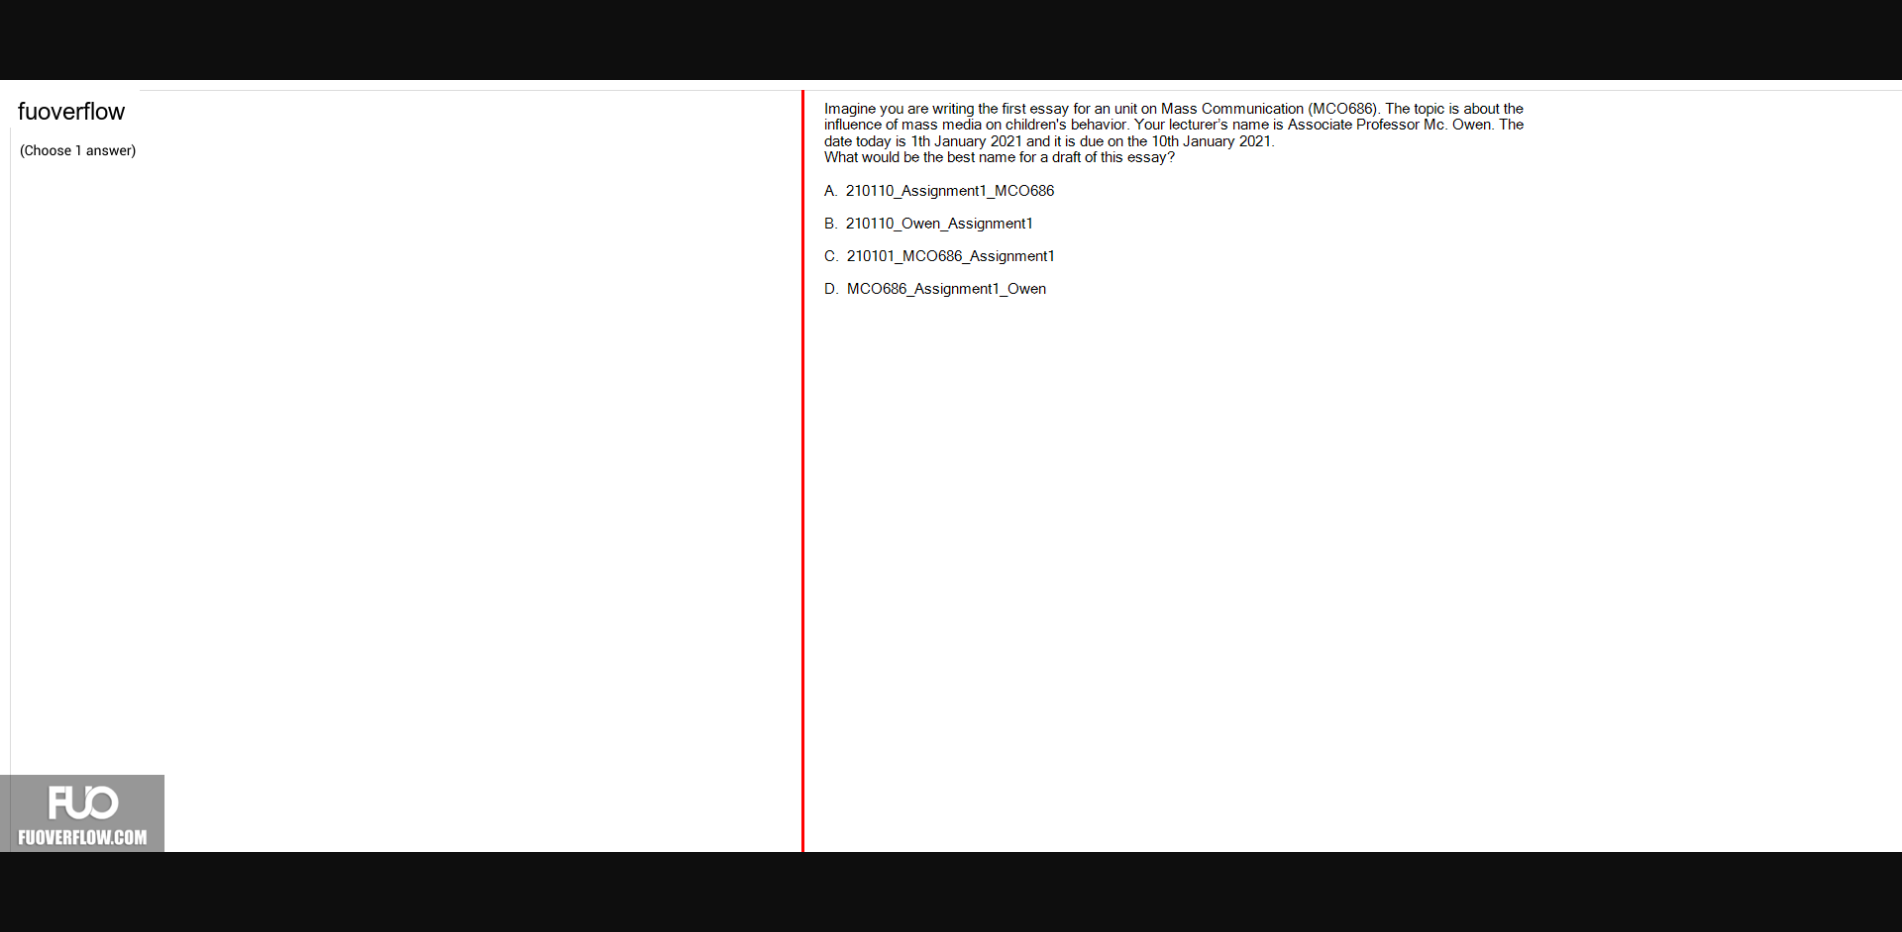 fuoverflow
(Choose 1 answer)
Imagine you are writing the first essay for an unit on Mass Communication (MCO686). The topic is about the
influence of mass media on children's behavior. Your lecturer's name is Associate Professor Mc. Owen. The
date today is 1th January 2021 and it is due on the 10th January 2021.
What would be the best name for a draft of this essay?
A. 210110_Assignment1_MCO686
B. 210110_Owen_Assignment1
C. 210101_MCO686_Assignment1
D. MCO686_Assignment1_Owen
FUO
FUOVERFLOW.COM